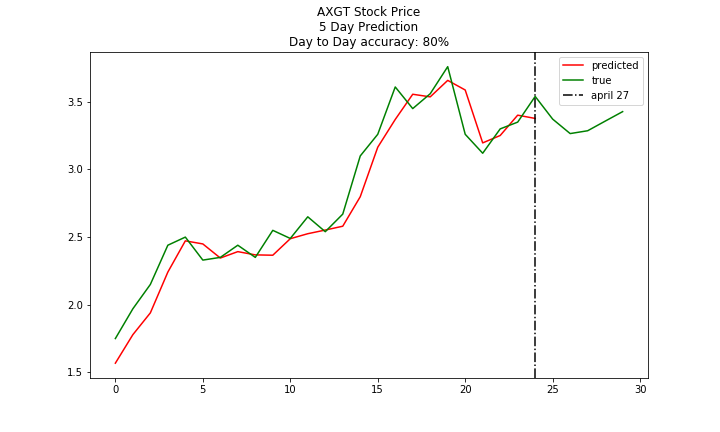 AXGT Stock Price
5 Day Prediction
Day to Day accuracy: 80%
predicted
true
april 27
3.5
3.0
2.5
2.0
1.5
0 5 10 15 20 25 30